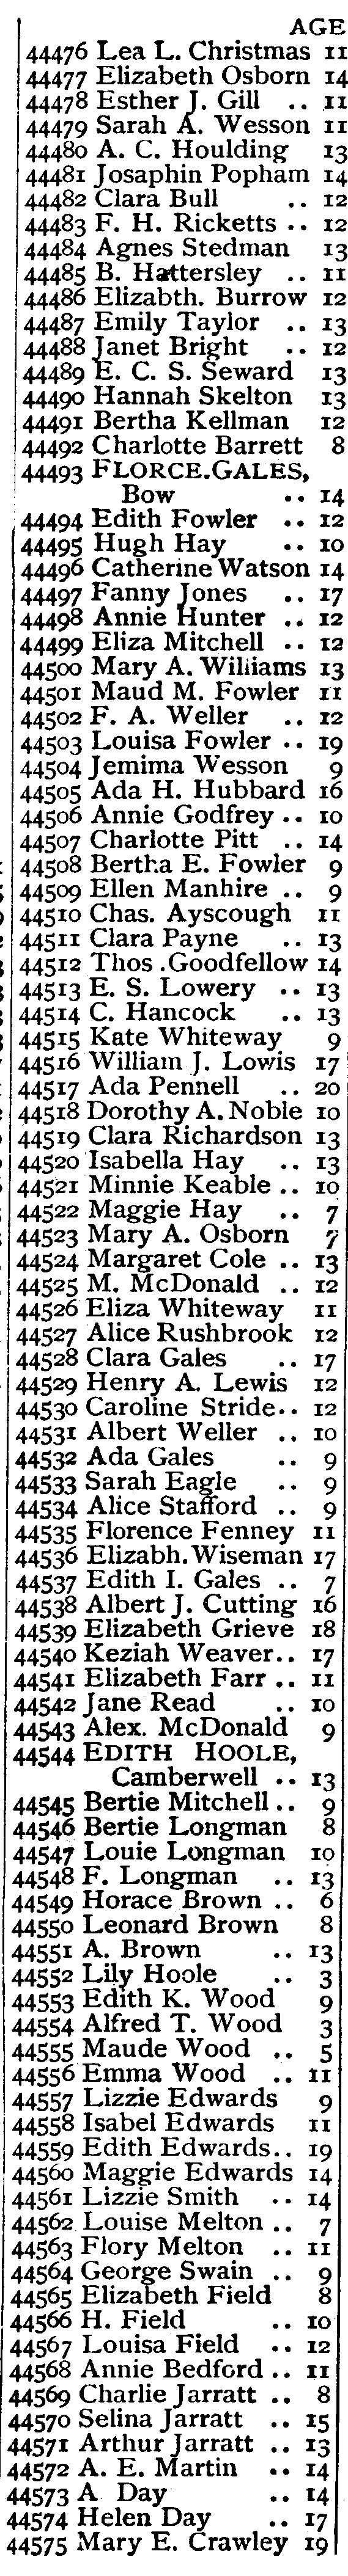 AGE
44476 Lea L. Christmas 11
44477 Elizabeth Osborn 14
44478 Esther J. Gill .. 11
44479 Sarah A. Wesson 11
44480 A. C. Houlding 13
44481 Josaphin Popham 14
44482 Clara Bull .. 12
44483 F. H. Ricketts .. 12
44484 Agnes Stedman 13
44485 B. Hattersley .. 11
44486 Elizabth. Burrow 12
44487 Emily Taylor .. 13
44488 Janet Bright .. 12
44489 E. C. S. Seward 13
44490 Hannah Skelton 13
44491 Bertha Kellman 12
44492 Charlotte Barrett 8
44493 FLORCE.GALES,
Bow .. 14
44494 Edith Fowler .. 12
44495 Hugh Hay .. 10
44496 Catherine Watson 14
44497 Fanny Jones .. 17
44498 Annie Hunter .. 12
44499 Eliza Mitchell .. 12
44500 Mary A. Williams 13
44501 Maud M. Fowler 11
44502 F. A. Weller .. 12
44503 Louisa Fowler .. 19
44504 Jemima Wesson 9
44505 Ada H. Hubbard 16
44506 Annie Godfrey .. 10
44507 Charlotte Pitt .. 14
44508 Bertha E. Fowler 9
44509 Ellen Manhire .. 9
44510 Chas. Ayscough 11
44511 Clara Payne .. 13
44512 Thos .Goodfellow 14
44513 E. S. Lowery .. 13
44514 C. Hancock .. 13
44515 Kate Whiteway 9
44516 William J. Lowis 17
44517 Ada Pennell .. 20
44518 Dorothy A. Noble 10
44519 Clara Richardson 13
44520 Isabella Hay .. 13
44521 Minnie Keable .. 10
44522 Maggie Hay .. 7
44523 Mary A. Osborn 7
44524 Margaret Cole .. 13
44525 M. McDonald .. 12
44526 Eliza Whiteway 11
44527 Alice Rushbrook 12
44528 Clara Gales .. 17
44529 Henry A. Lewis 12
44530 Caroline Stride.. 12
44531 Albert Weller .. 10
44532 Ada Gales .. 9
44533 Sarah Eagle .. 9
44534 Alice Stafford .. 9
44535 Florence Fenney 11
44536 Elizabh.Wiseman 17
44537 Edith I. Gales .. 7
44538 Albert J. Cutting 16
44539 Elizabeth Grieve 18
44540 Keziah Weaver.. 17
44541 Elizabeth Farr .. 11
44542 Jane Read .. 10
44543 Alex. McDonald 9
44544 EDITH HOOLE,
Camberwell .. 13
44545 Bertie Mitchell .. 9
44546 Bertie Longman 8
44547 Louie Longman 10
44548 F. Longman .. 13
44549 Horace Brown .. 6
44550 Leonard Brown 8
44551 A. Brown .. 13
44552 Lily Hoole .. 3
44553 Edith K. Wood 9
44554 Alfred T. Wood 3
44555 Maude Wood .. 5
44556 Emma Wood .. 11
44557 Lizzie Edwards 9
44558 Isabel Edwards 11
44559 Edith Edwards.. 19
44560 Maggie Edwards 14
44561 Lizzie Smith .. 14
44562 Louise Melton .. 7
44563 Flory Melton .. 11
44564 George Swain .. 9
44565 Elizabeth Field 8
44566 H. Field .. 10
44567 Louisa Field .. 12
44568 Annie Bedford .. 11
44569 Charlie Jarratt .. 8
44570 Selina Jarratt .. 15
44571 Arthur Jarratt .. 13
44572 A. E. Martin .. 14
44573 A Day .. 14
44574 Helen Day .. 17
44575 Mary E. Crawley 19